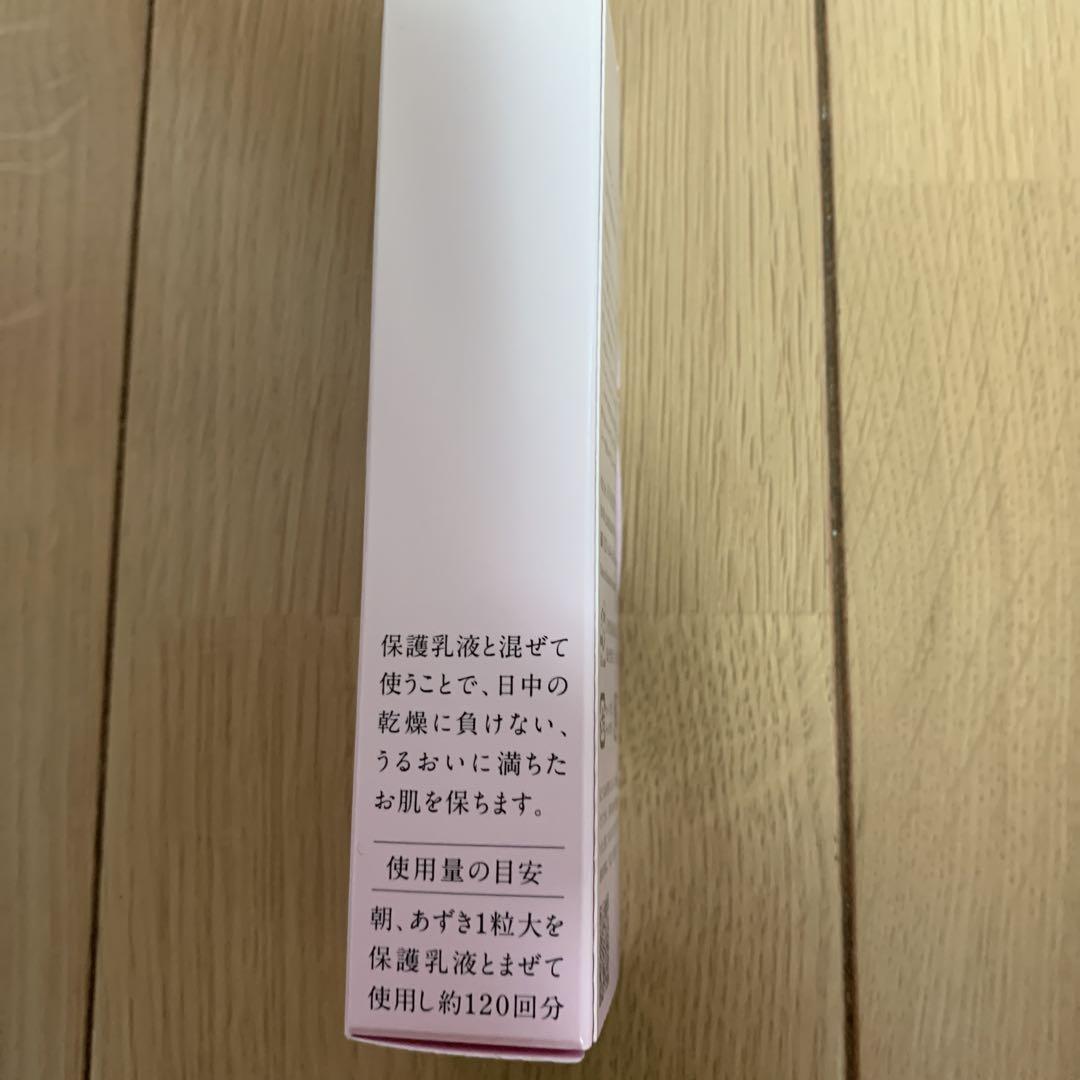 保護乳液と混ぜて
使うことで、日中の
乾燥に負けない、
うるおいに満ちた
お肌を保ちます。
使用量の目安
朝、あずき1粒大を
保護乳液とまぜて
使用し約120回分